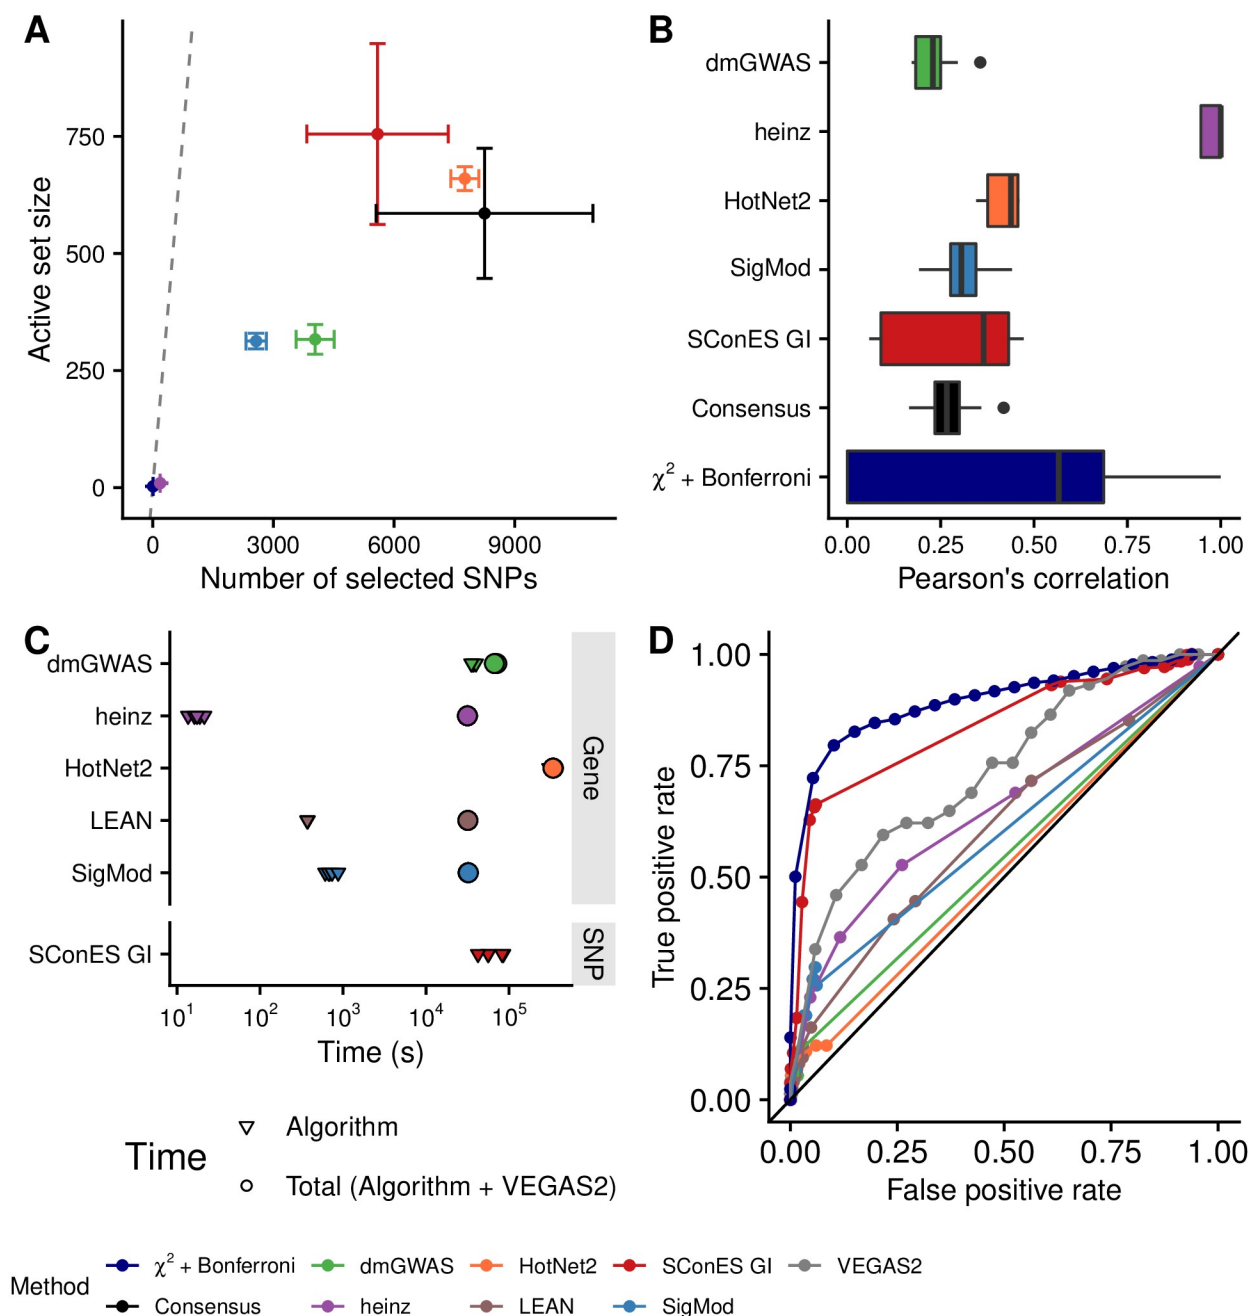 A
Active set size
750
500
250
0
0 3000 6000 9000
Number of selected SNPs
B
dmGWAS
heinz
HotNet2
SigMod
SConES GI
Consensus
χ² + Bonferroni
0.00 0.25 0.50 0.75 1.00
Pearson's correlation
C
dmGWAS
heinz
HotNet2
LEAN
SigMod
SConES GI
Gene
SNP
10¹ 10² 10³ 10⁴ 10⁵
Time (s)
Time
Algorithm
Total (Algorithm + VEGAS2)
D
True positive rate
1.00
0.75
0.50
0.25
0.00
0.00 0.25 0.50 0.75 1.00
False positive rate
Method
χ² + Bonferroni dmGWAS HotNet2 SConES GI VEGAS2
Consensus heinz LEAN SigMod